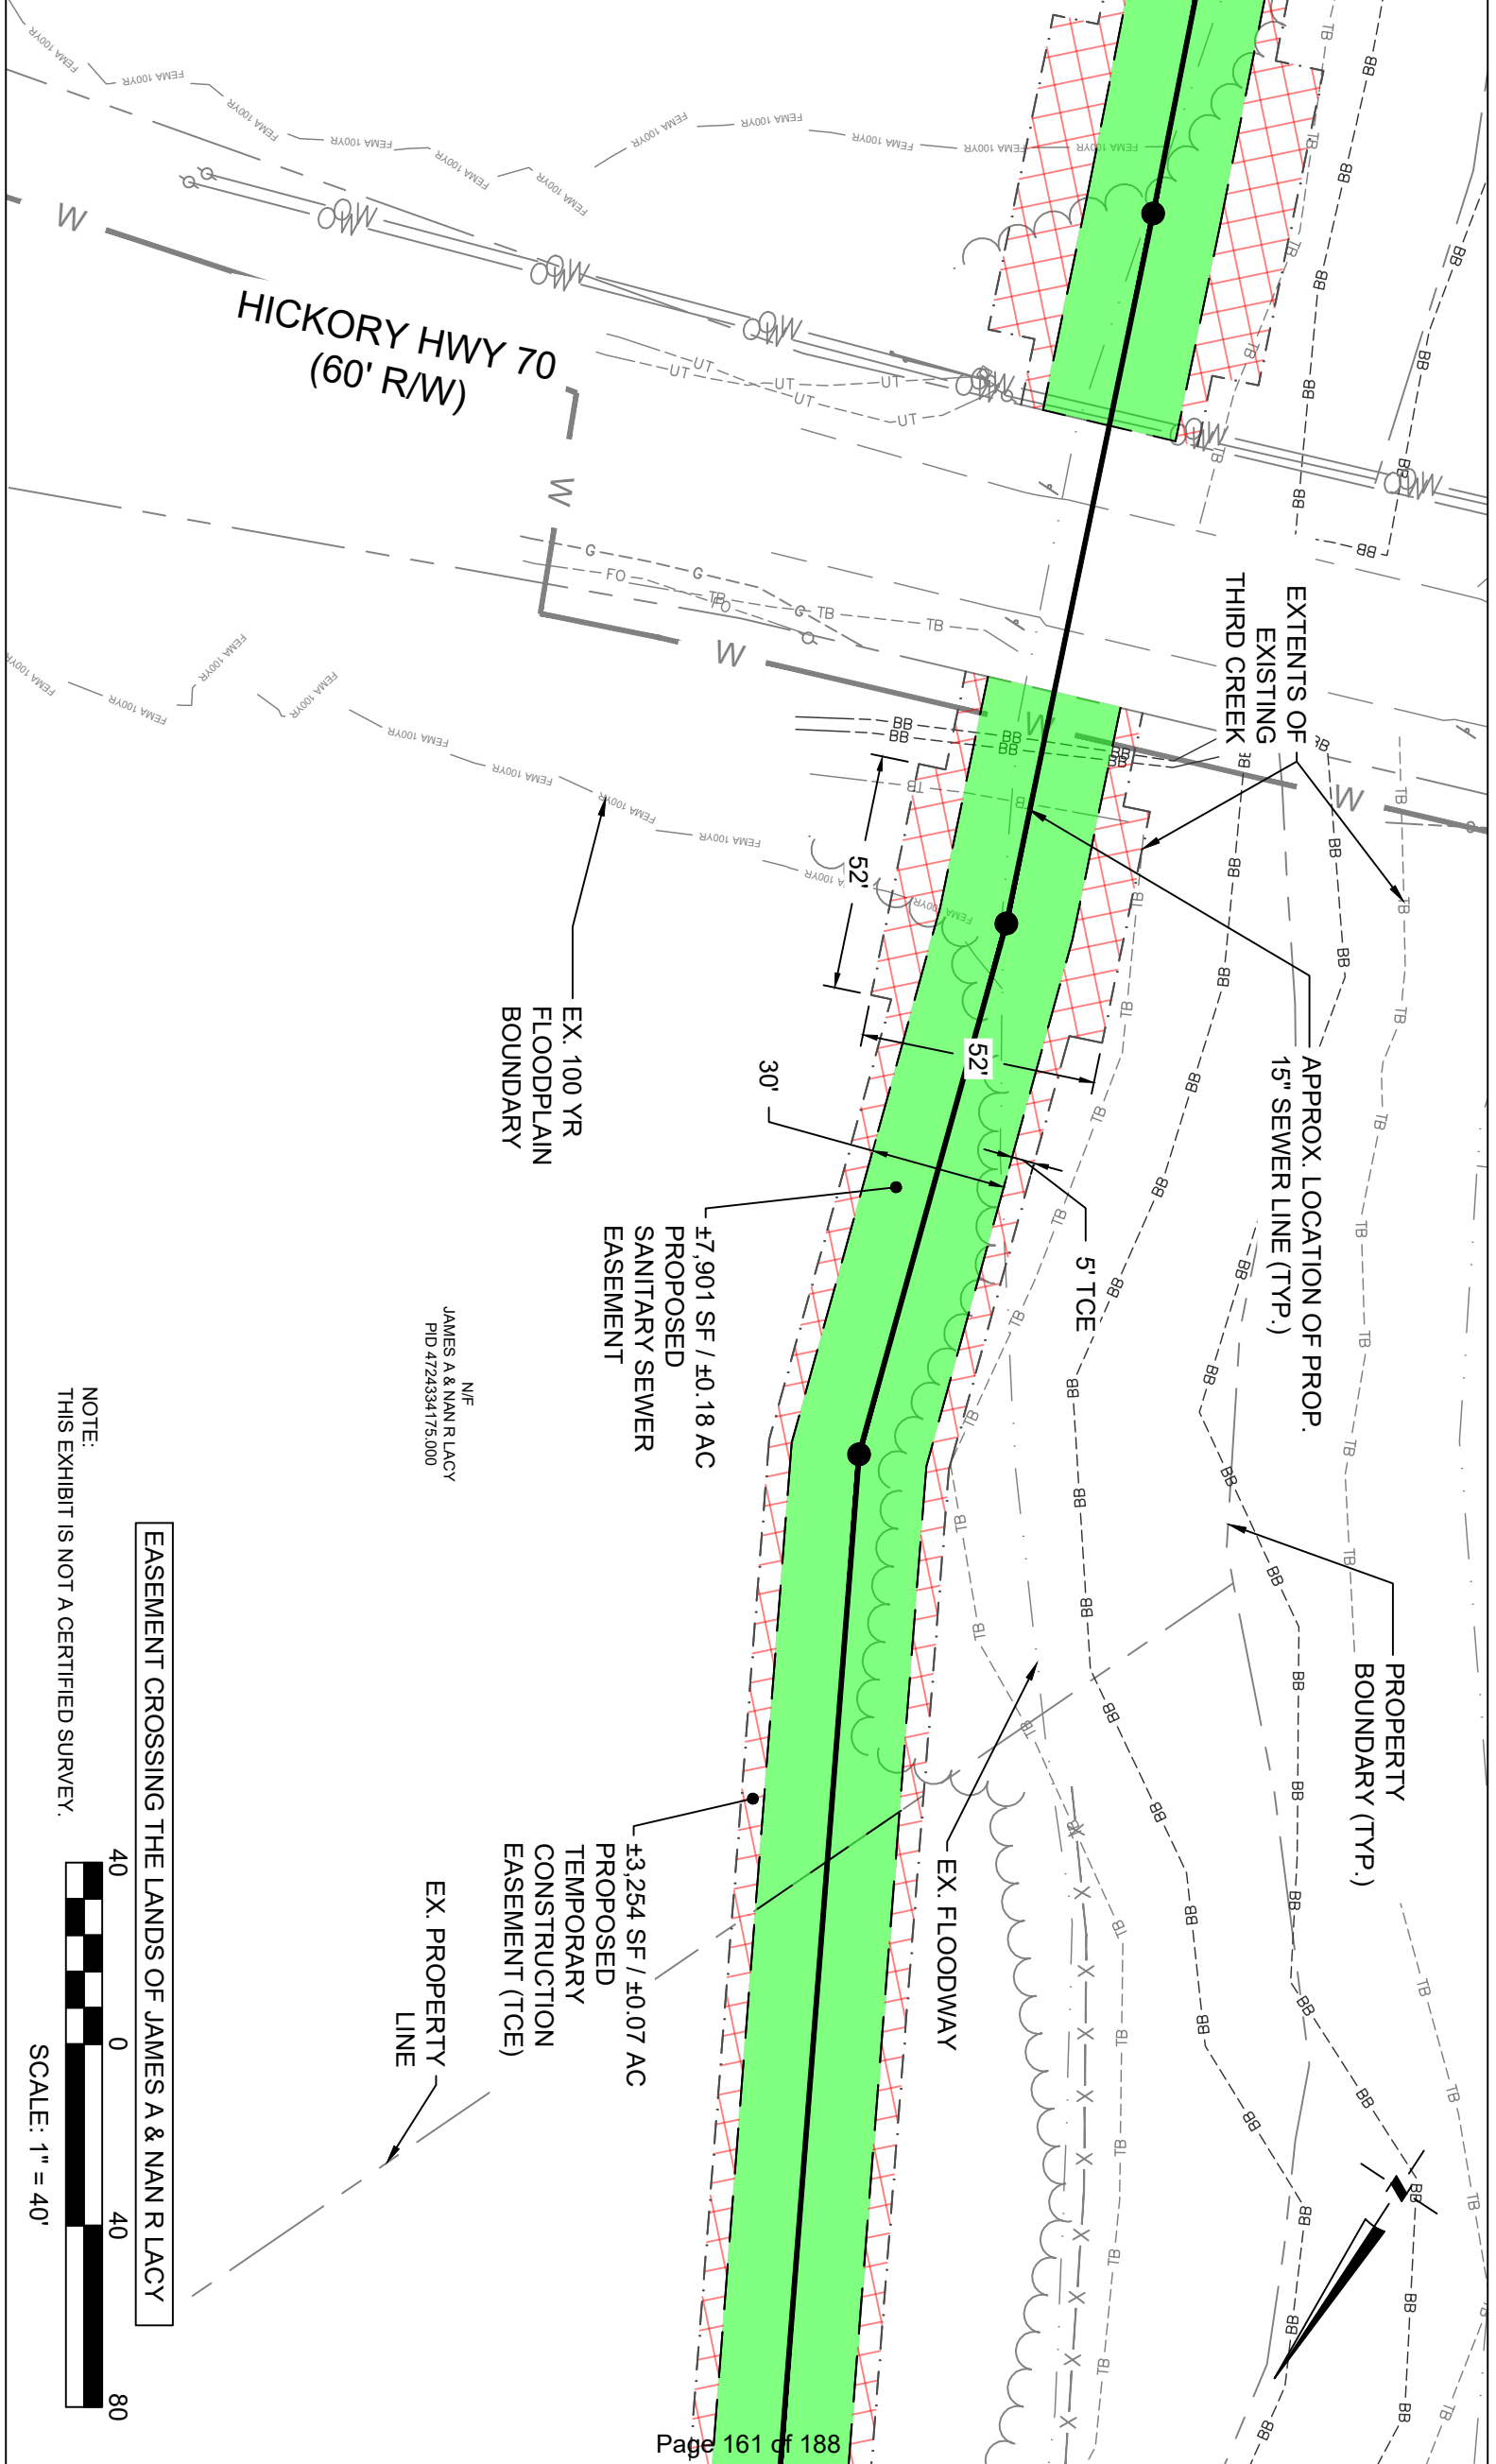 HICKORY HWY 70
(60' R/W)
EXTENTS OF
EXISTING
THIRD CREEK
APPROX. LOCATION OF PROP.
15" SEWER LINE (TYP.)
PROPERTY
BOUNDARY (TYP.)
52'
52'
30'
5' TCE
EX. 100 YR
FLOODPLAIN
BOUNDARY
±7,901 SF / ±0.18 AC
PROPOSED
SANITARY SEWER
EASEMENT
EX. FLOODWAY
±3,254 SF / ±0.07 AC
PROPOSED
TEMPORARY
CONSTRUCTION
EASEMENT (TCE)
EX. PROPERTY
LINE
N/F
JAMES A & NAN R LACY
PID 4724334175.000
EASEMENT CROSSING THE LANDS OF JAMES A & NAN R LACY
NOTE:
THIS EXHIBIT IS NOT A CERTIFIED SURVEY.
40 0 40 80
SCALE: 1" = 40'
FEMA 100YR
W
OW
UT
G
FO
TB
BB
X
Page 161 of 188